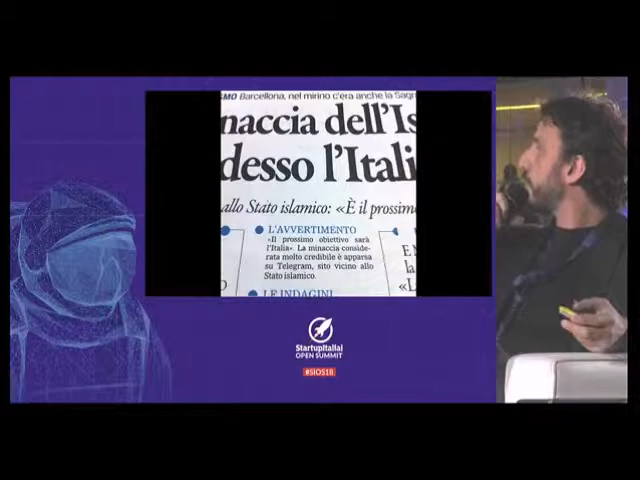 SMO Barcellona, nel mirino c'era anche la Sagr
naccia dell'Is
desso l'Itali
allo Stato islamico: «È il prossimo
L'AVVERTIMENTO
«Il prossimo obiettivo sarà
l'Italia». La minaccia conside-
rata molto credibile è apparsa
su Telegram, sito vicino allo
Stato islamico.
LE INDAGINI
StartupItalia!
OPEN SUMMIT
#SIOS18